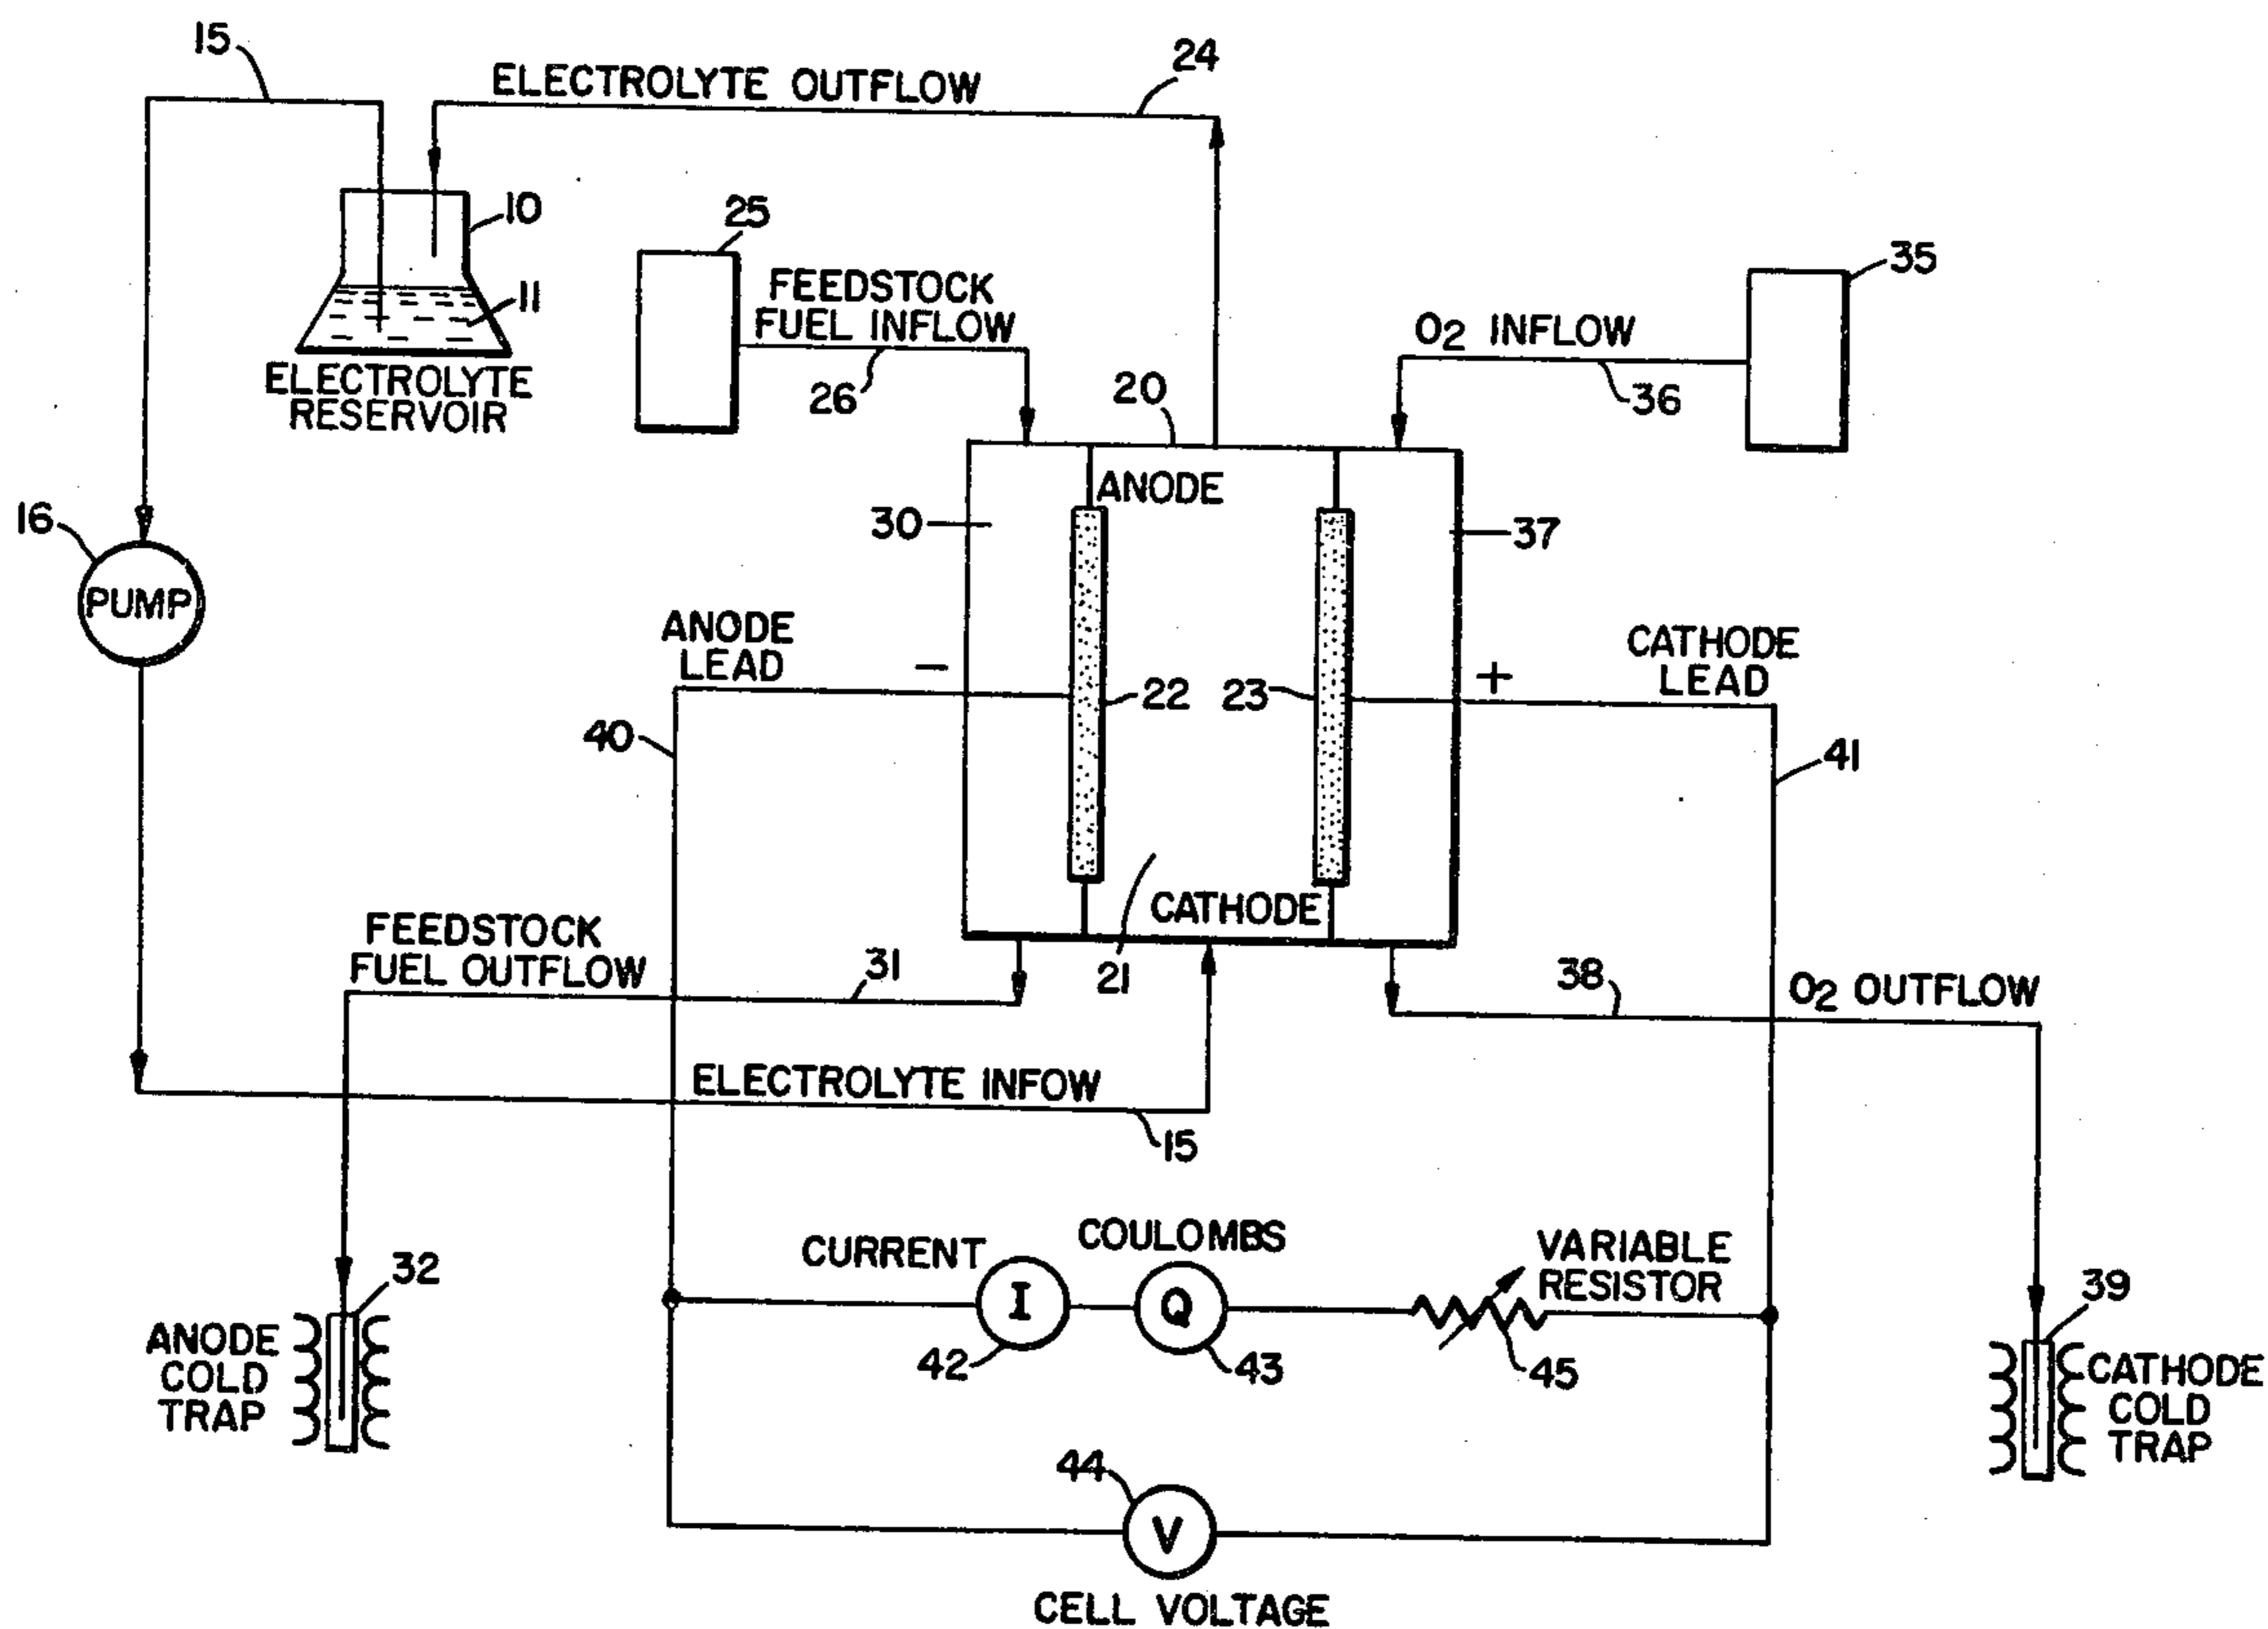 15
ELECTROLYTE OUTFLOW
24
10
11
ELECTROLYTE
RESERVOIR
25
FEEDSTOCK
FUEL INFLOW
26
20
O2 INFLOW
36
35
16
PUMP
30
ANODE
37
ANODE
LEAD
−
22
23
+
CATHODE
LEAD
40
41
CATHODE
21
FEEDSTOCK
FUEL OUTFLOW
31
38
O2 OUTFLOW
ELECTROLYTE INFOW
15
32
ANODE
COLD
TRAP
CURRENT
I
42
COULOMBS
Q
43
VARIABLE
RESISTOR
45
39
CATHODE
COLD
TRAP
44
V
CELL VOLTAGE